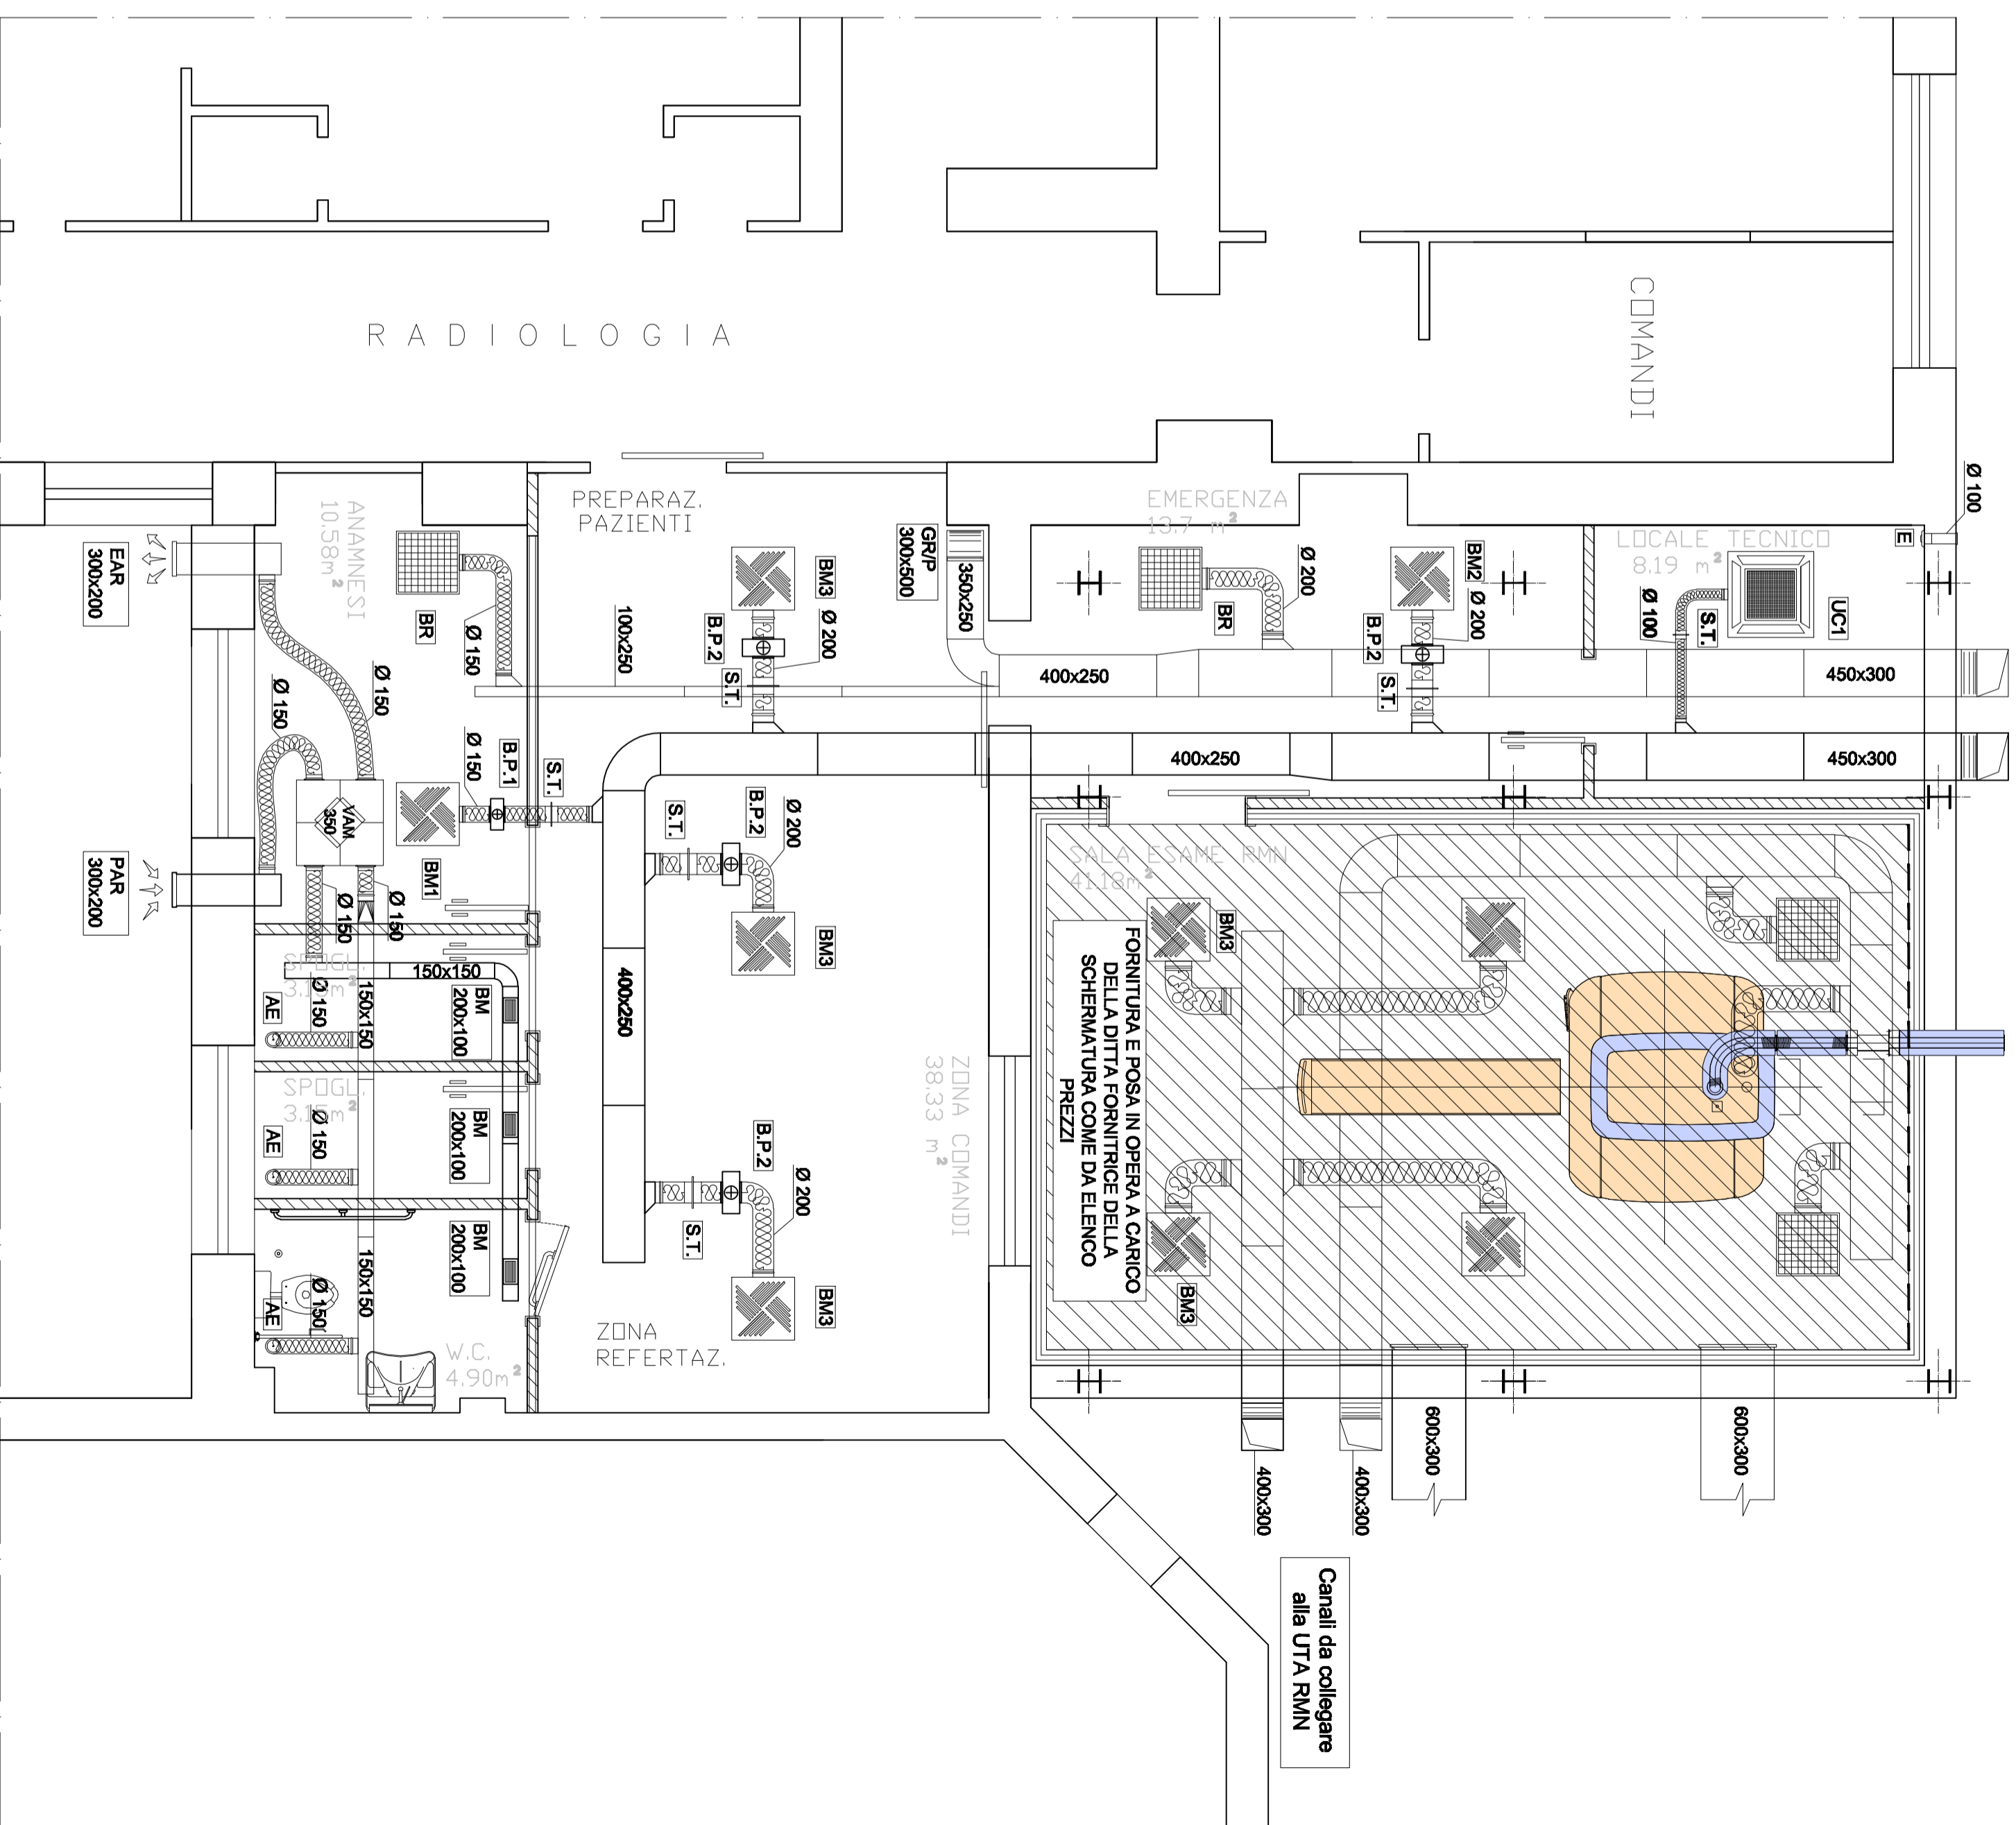 RADIOLOGIA
COMANDI
Ø 100
E
LOCALE TECNICO
8.19 m²
UC1
S.T.
Ø 100
450x300
450x300
EMERGENZA
13.7 m²
BM2
Ø 200
B.P.2
S.T.
Ø 200
BR
400x250
400x250
GR/P
300x500
350x250
PREPARAZ.
PAZIENTI
BM3
Ø 200
B.P.2
S.T.
100x250
ANAMNESI
10.58m²
BR
Ø 150
Ø 150
Ø 150
EAR
300x200
VAM
350
PAR
300x200
Ø 150
B.P.1
S.T.
BM1
Ø 150
Ø 150
S.T.
B.P.2
Ø 200
BM3
400x250
SPOGL.
3.15m²
150x150
150x150
Ø 150
AE
BM
200x100
SPOGL.
3.15m²
Ø 150
AE
BM
200x100
BM
200x100
150x150
Ø 150
AE
W.C.
4.90m²
ZONA COMANDI
38.33 m²
B.P.2
Ø 200
S.T.
BM3
ZONA
REFERTAZ.
SALA ESAME RMN
41.18m²
BM3
FORNITURA E POSA IN OPERA A CARICO
DELLA DITTA FORNITRICE DELLA
SCHERMATURA COME DA ELENCO
PREZZI
BM3
600x300
600x300
400x300
400x300
Canali da collegare
alla UTA RMN